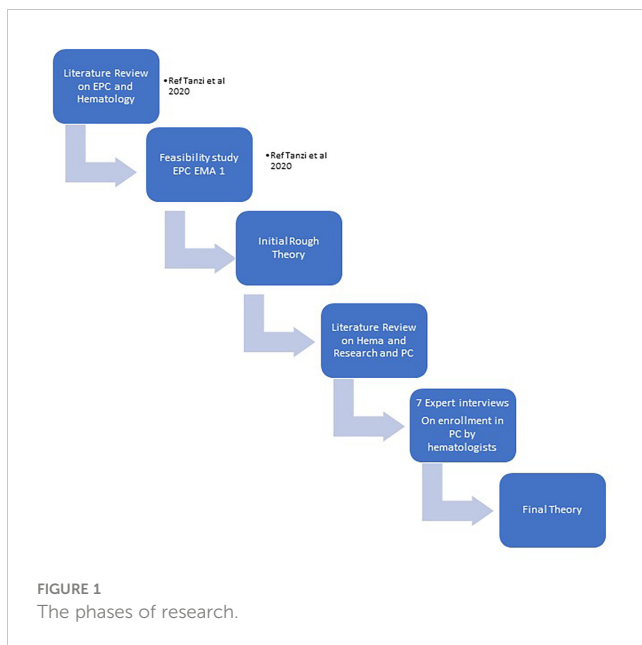 Literature Review
on EPC and
Hematology
•Ref Tanzi et al
2020
Feasibility study
EPC EMA 1
•Ref Tanzi et al
2020
Initial Rough
Theory
Literature Review
on Hema and
Research and PC
7 Expert interviews
On enrollment in
PC by
hematologists
Final Theory
FIGURE 1
The phases of research.